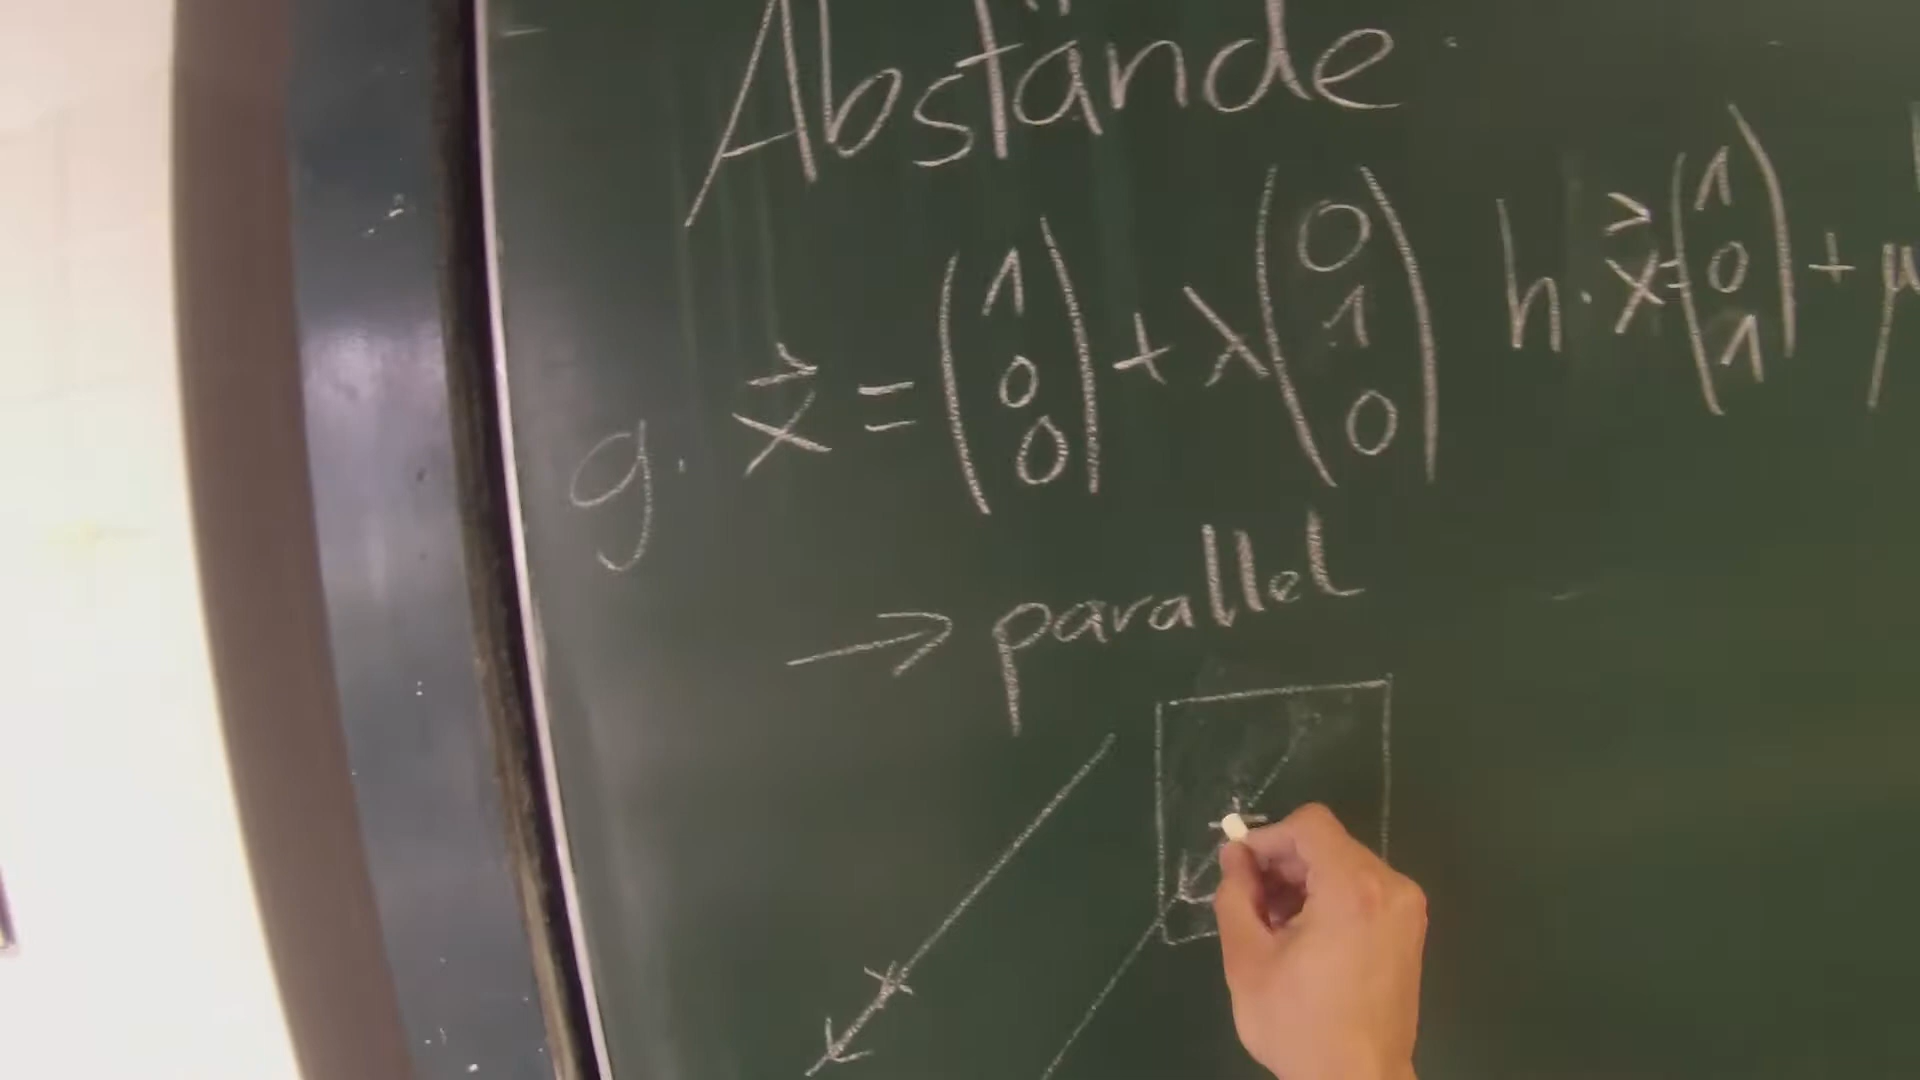 Abstände
g. x⃗ = (1 0 0) + λ (0 1 0) h. x⃗ = (1 0 1) + μ
→ parallel